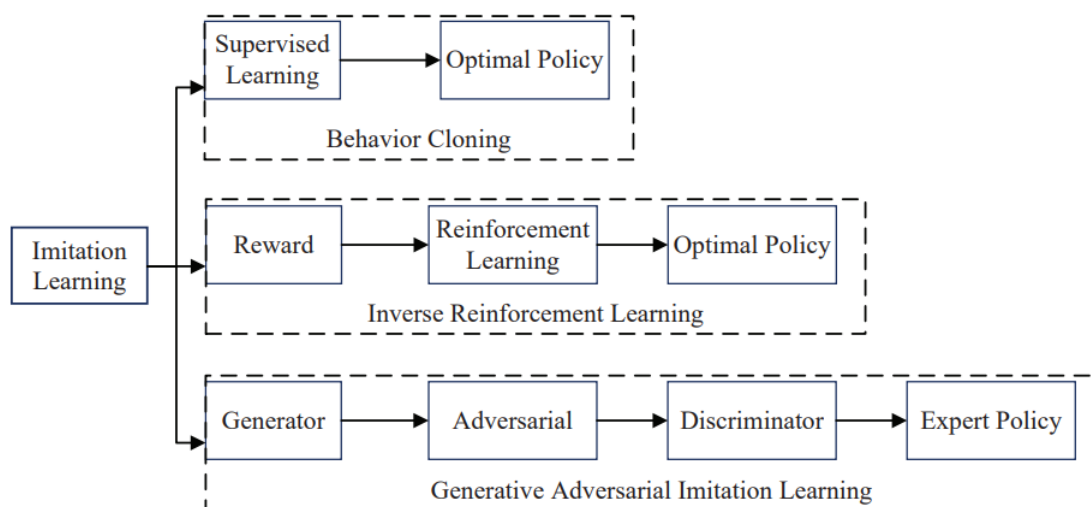 Supervised
Learning
Optimal Policy
Behavior Cloning
Imitation
Learning
Reward
Reinforcement
Learning
Optimal Policy
Inverse Reinforcement Learning
Generator
Adversarial
Discriminator
Expert Policy
Generative Adversarial Imitation Learning